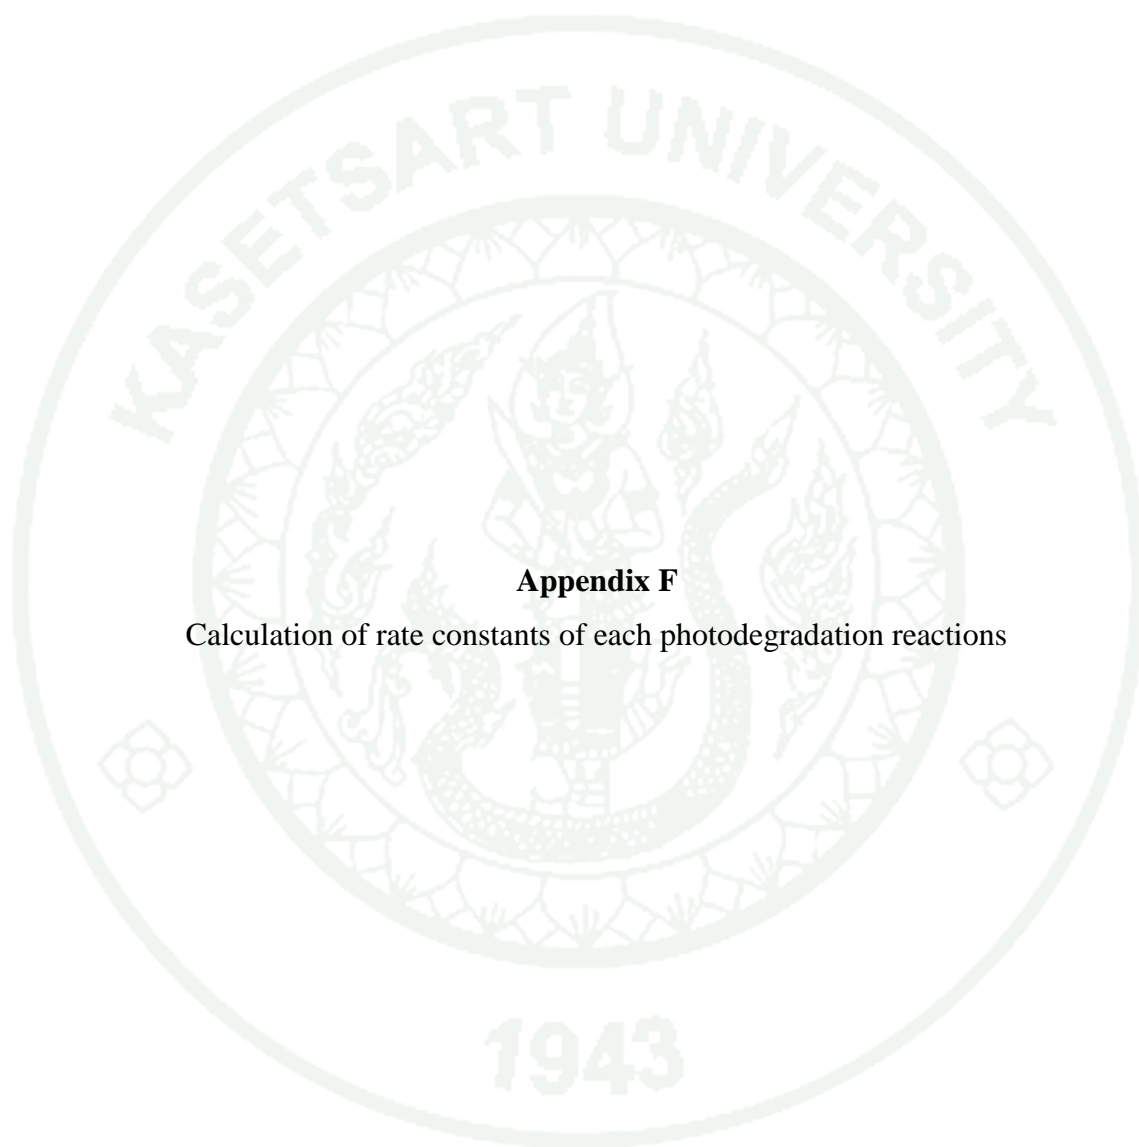 KASETSART UNIVERSITY
Appendix F
Calculation of rate constants of each photodegradation reactions
1943